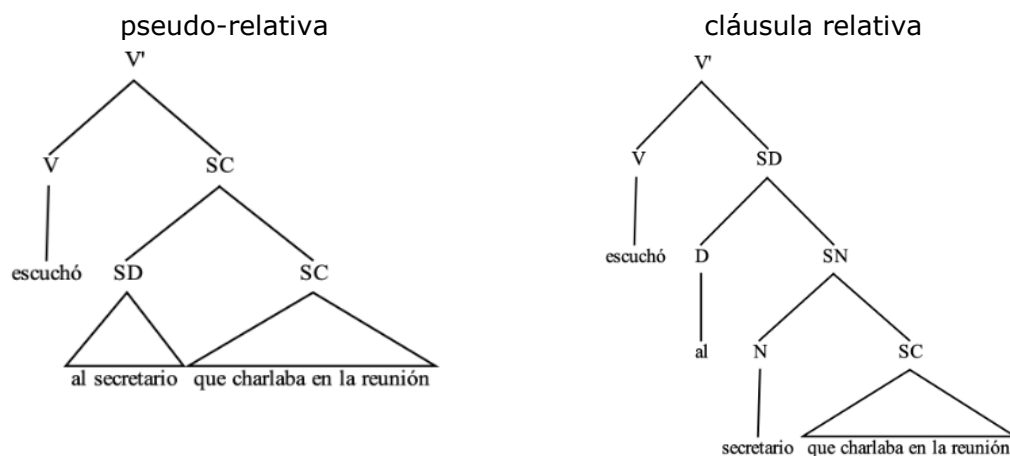 pseudo-relativa
V'
V SC
escuchó SD SC
al secretario que charlaba en la reunión
cláusula relativa
V'
V SD
escuchó D SN
al N SC
secretario que charlaba en la reunión